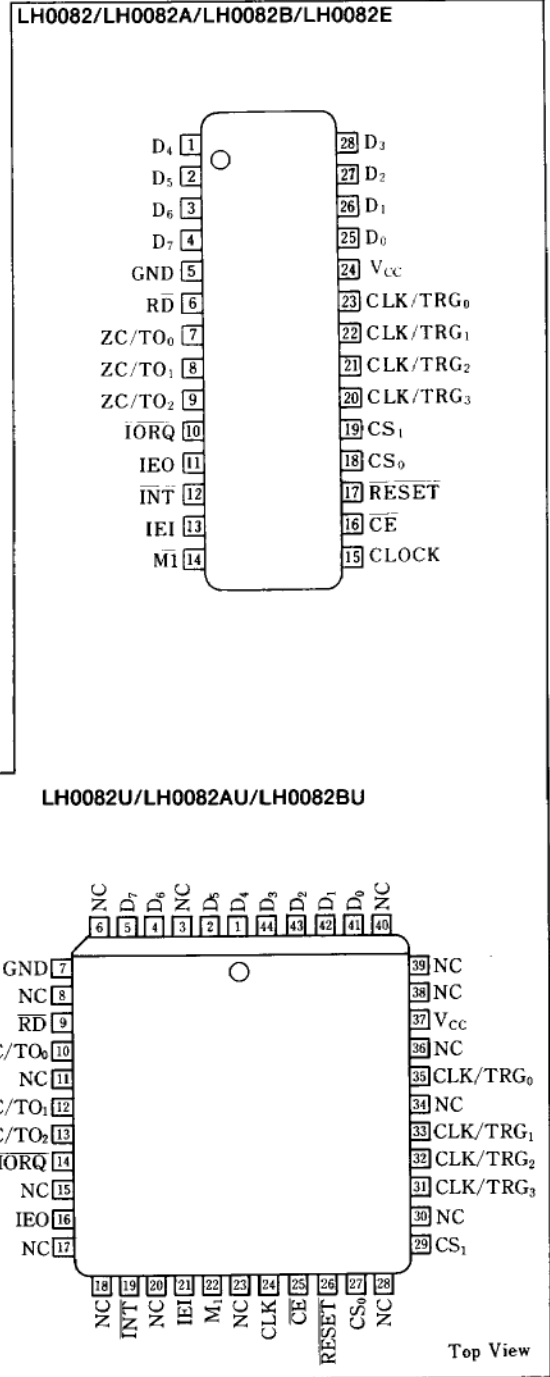 LH0082/LH0082A/LH0082B/LH0082E
D₄ 1 28 D₃
D₅ 2 27 D₂
D₆ 3 26 D₁
D₇ 4 25 D₀
GND 5 24 VCC
RD 6 23 CLK/TRG₀
ZC/TO₀ 7 22 CLK/TRG₁
ZC/TO₁ 8 21 CLK/TRG₂
ZC/TO₂ 9 20 CLK/TRG₃
IORQ 10 19 CS₁
IEO 11 18 CS₀
INT 12 17 RESET
IEI 13 16 CE
M1 14 15 CLOCK
LH0082U/LH0082AU/LH0082BU
NC D₇ D₆ NC D₅ D₄ D₃ D₂ D₁ D₀ NC
6 5 4 3 2 1 44 43 42 41 40
GND 7 39 NC
NC 8 38 NC
RD 9 37 VCC
C/TO₀ 10 36 NC
NC 11 35 CLK/TRG₀
C/TO₁ 12 34 NC
C/TO₂ 13 33 CLK/TRG₁
IORQ 14 32 CLK/TRG₂
NC 15 31 CLK/TRG₃
IEO 16 30 NC
NC 17 29 CS₁
18 19 20 21 22 23 24 25 26 27 28
NC INT NC IEI M₁ NC CLK CE RESET CS₀ NC
Top View